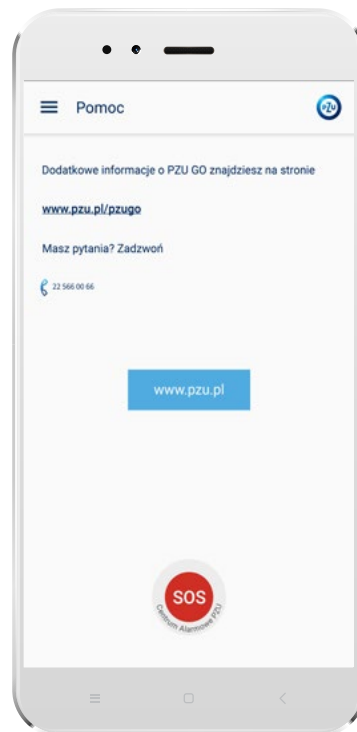 Pomoc
PZU
Dodatkowe informacje o PZU GO znajdziesz na stronie
www.pzu.pl/pzugo
Masz pytania? Zadzwoń
22 566 00 66
www.pzu.pl
SOS
Centrum Alarmowe PZU